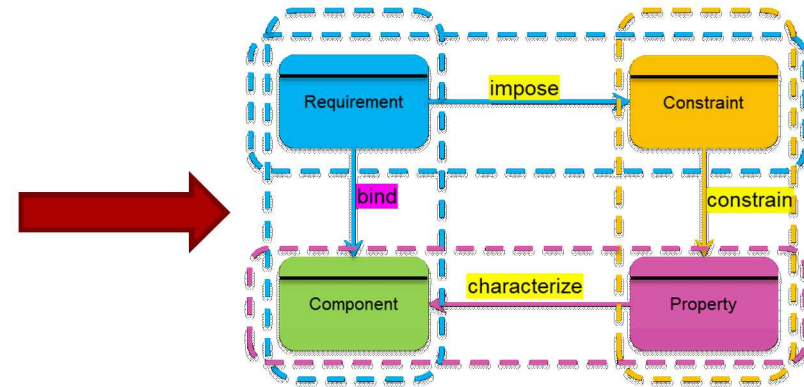 Requirement
impose
Constraint
bind
constrain
Component
characterize
Property